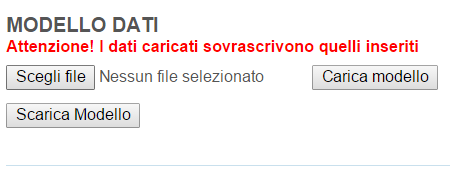 MODELLO DATI
Attenzione! I dati caricati sovrascrivono quelli inseriti
Scegli file Nessun file selezionato Carica modello
Scarica Modello